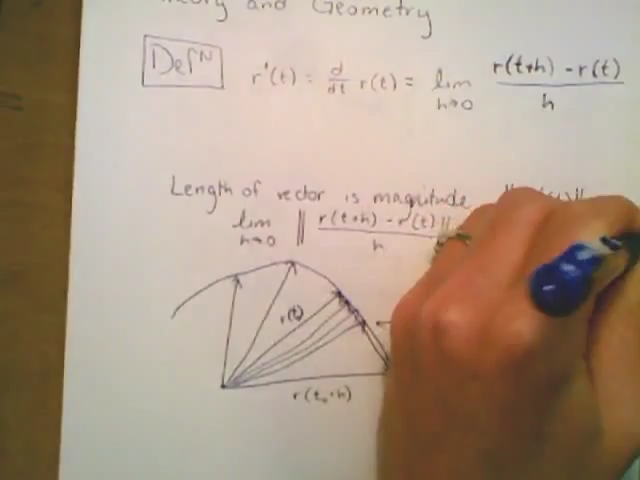 and Geometry
Def^N
r'(t) = d/dt r(t) = lim h→0 r(t+h) - r(t) / h
Length of vector is magnitude
lim h→0 || r(t+h) - r(t) / h ||
r(t)
r(t₀+h)